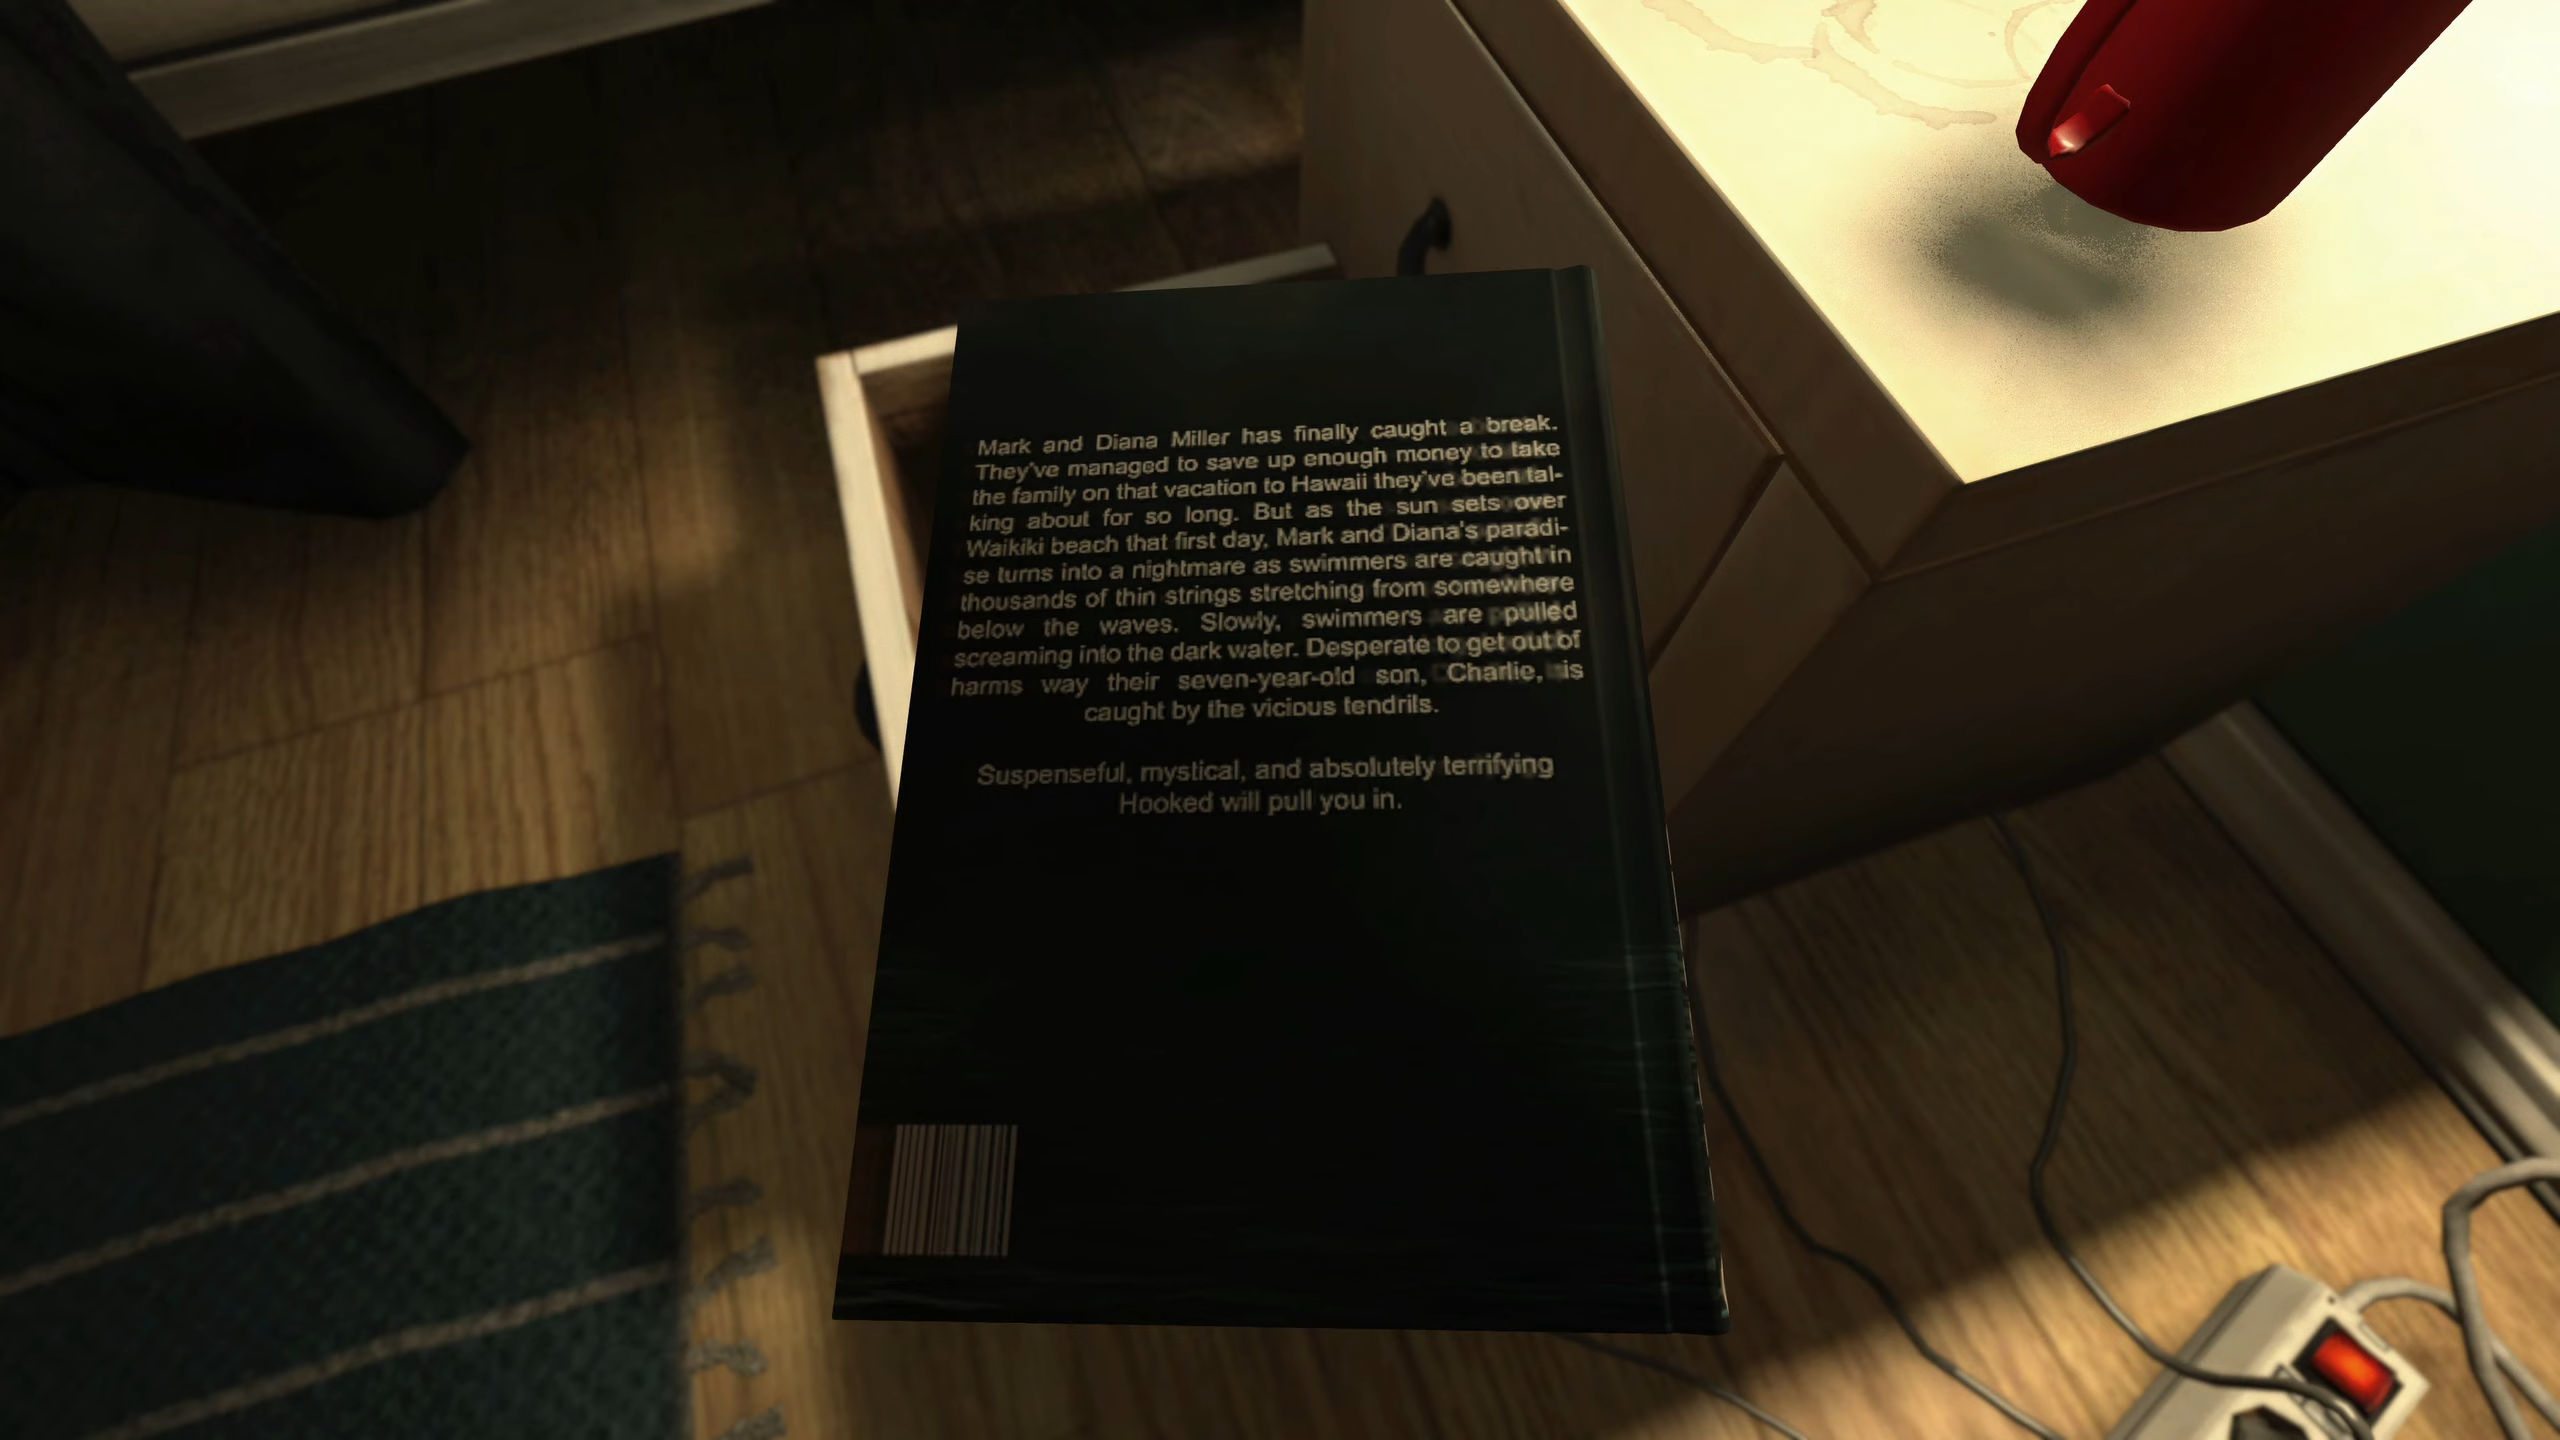 Mark and Diana Miller has finally caught a break.
They've managed to save up enough money to take
the family on that vacation to Hawaii they've been tal-
king about for so long. But as the sun sets over
Waikiki beach that first day, Mark and Diana's paradi-
se turns into a nightmare as swimmers are caught in
thousands of thin strings stretching from somewhere
below the waves. Slowly, swimmers are pulled
screaming into the dark water. Desperate to get out of
harms way their seven-year-old son, Charlie, is
caught by the vicious tendrils.
Suspenseful, mystical, and absolutely terrifying
Hooked will pull you in.